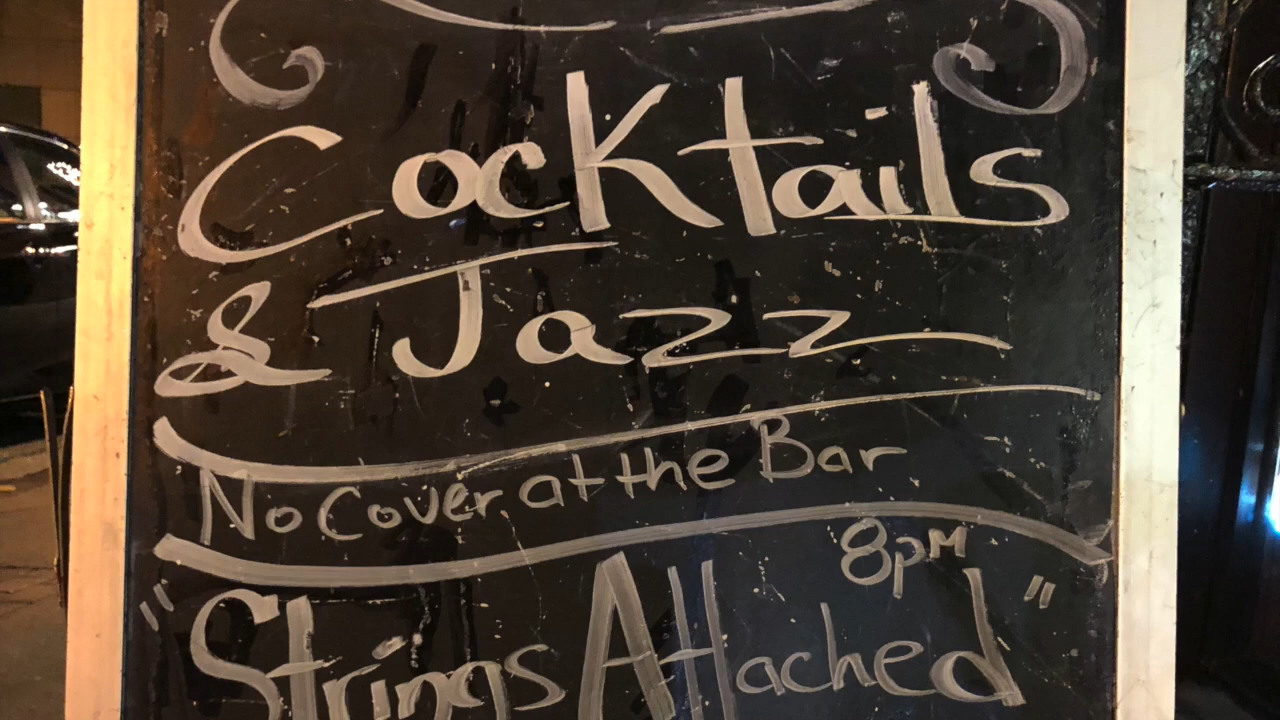 Cocktails
& Jazz
No Cover at the Bar
8pm
"Strings Attached"